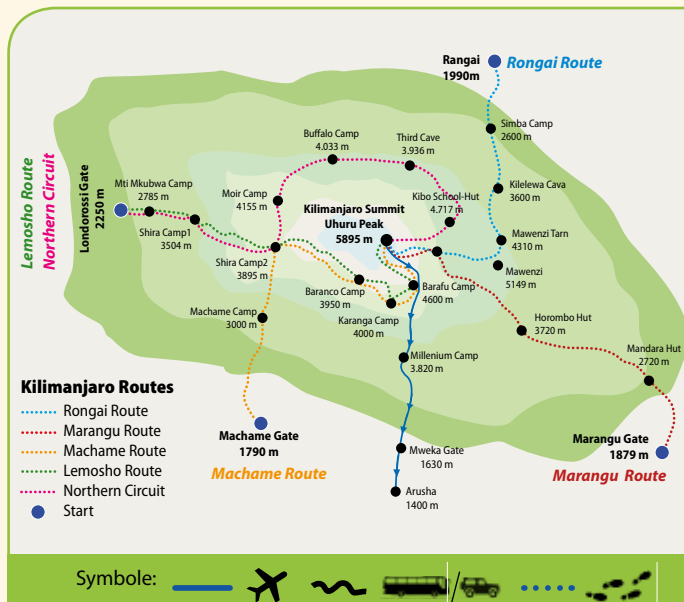 Rangai
1990m
Rongai Route
Simba Camp
2600 m
Buffalo Camp
4.033 m
Third Cave
3.936 m
Lemosho Route
Northern Circuit
Londorossi Gate
2250 m
Mti Mkubwa Camp
2785 m
Moir Camp
4155 m
Kibo School-Hut
4.717 m
Kilelewa Cava
3600 m
Shira Camp1
3504 m
Kilimanjaro Summit
Uhuru Peak
5895 m
Mawenzi Tarn
4310 m
Shira Camp2
3895 m
Mawenzi
5149 m
Baranco Camp
3950 m
Barafu Camp
4600 m
Machame Camp
3000 m
Karanga Camp
4000 m
Horombo Hut
3720 m
Millenium Camp
3.820 m
Mandara Hut
2720 m
Kilimanjaro Routes
Rongai Route
Marangu Route
Machame Route
Lemosho Route
Northern Circuit
Start
Machame Gate
1790 m
Machame Route
Mweka Gate
1630 m
Marangu Gate
1879 m
Marangu Route
Arusha
1400 m
Symbole:
/